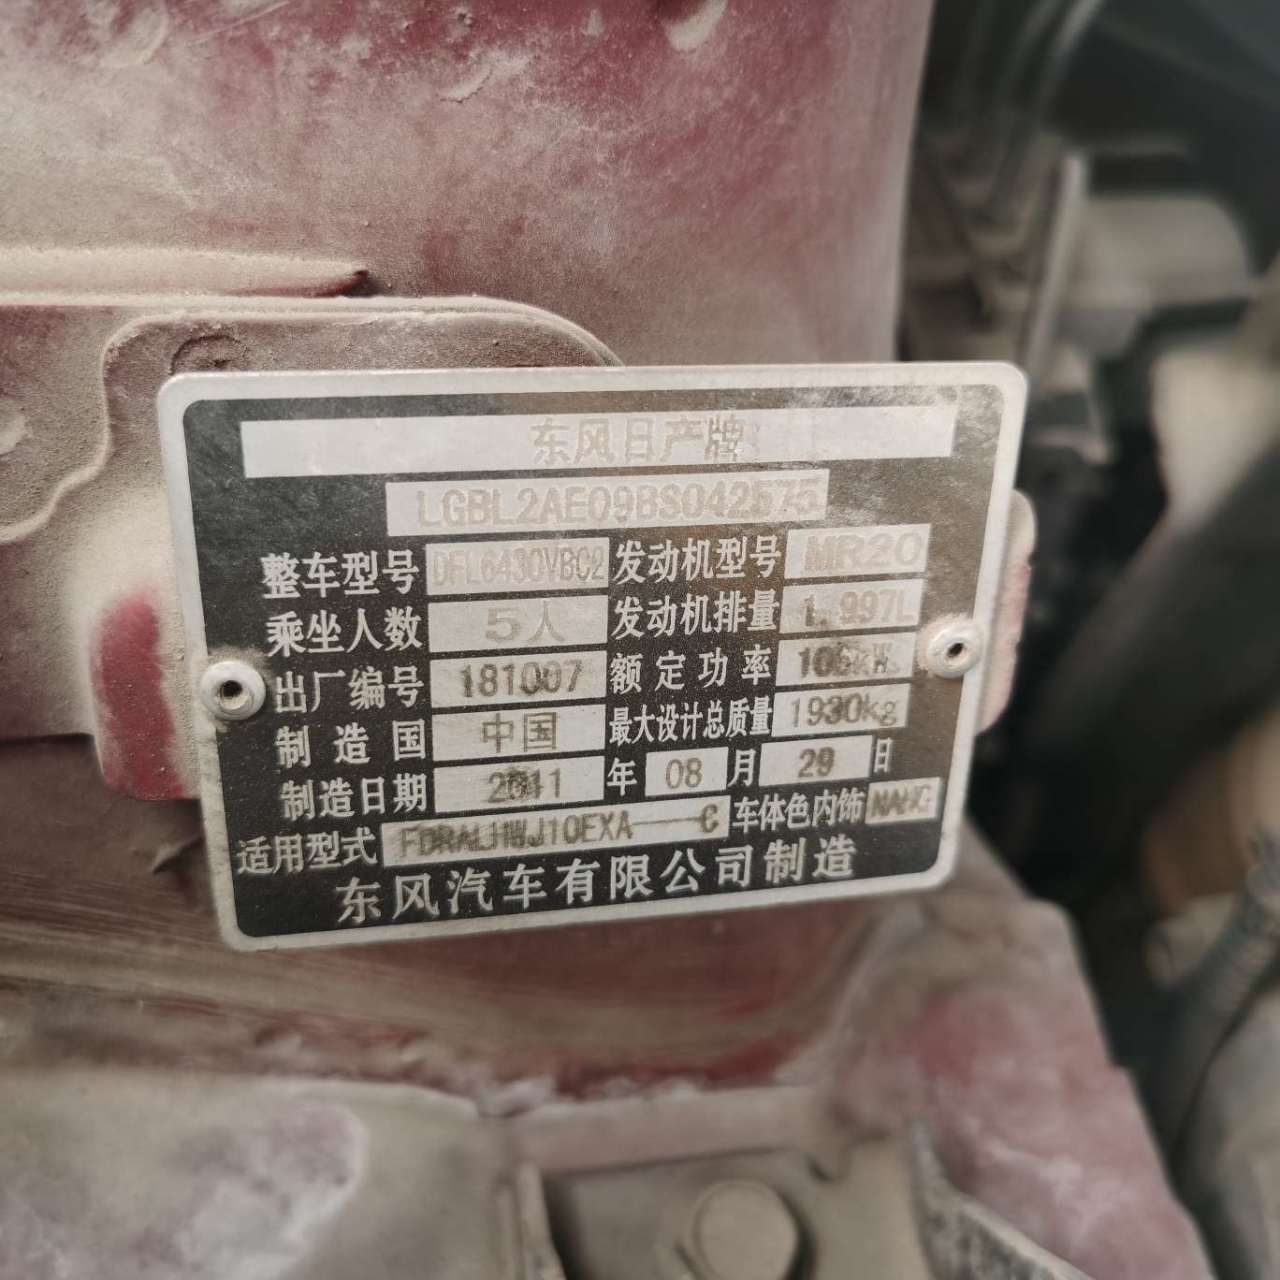 东风日产牌
LGBL2AE09BS042575
整车型号 DFL6430VBC2 发动机型号 MR20
乘坐人数 5人 发动机排量 1.997L
出厂编号 181007 额定功率
制造国 中国 最大设计总质量 1930kg
制造日期 2011 年 08 月 29 日
适用型式 车体色内饰
东风汽车有限公司制造